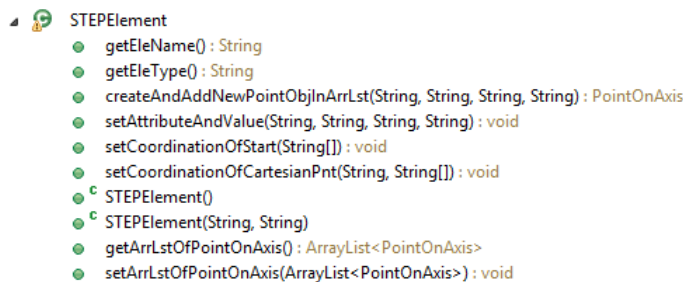 STEPElement
getEleName() : String
getEleType() : String
createAndAddNewPointObjInArrLst(String, String, String, String) : PointOnAxis
setAttributeAndValue(String, String, String, String) : void
setCoordinationOfStart(String[]) : void
setCoordinationOfCartesianPnt(String, String[]) : void
C STEPElement()
C STEPElement(String, String)
getArrLstOfPointOnAxis() : ArrayList<PointOnAxis>
setArrLstOfPointOnAxis(ArrayList<PointOnAxis>) : void